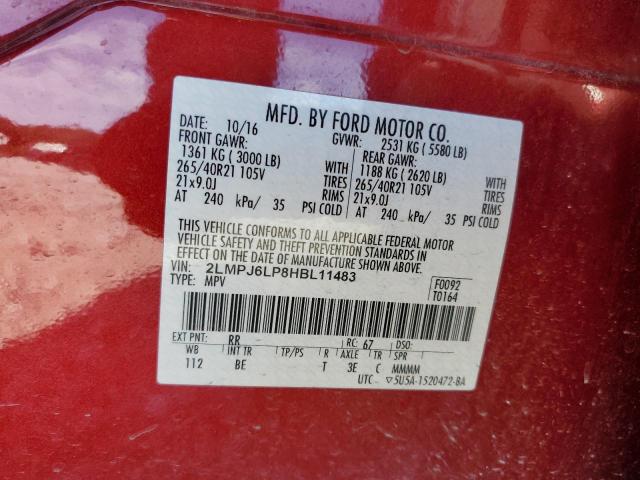 MFD. BY FORD MOTOR CO.
DATE: 10/16 GVWR: 2531 KG ( 5580 LB)
FRONT GAWR: REAR GAWR:
1361 KG ( 3000 LB) 1188 KG ( 2620 LB)
265/40R21 105V TIRES 265/40R21 105V TIRES
21x9.0J RIMS 21x9.0J RIMS
AT 240 kPa/ 35 PSI COLD AT 240 kPa/ 35 PSI COLD
THIS VEHICLE CONFORMS TO ALL APPLICABLE FEDERAL MOTOR
VEHICLE SAFETY AND THEFT PREVENTION STANDARDS IN
EFFECT ON THE DATE OF MANUFACTURE SHOWN ABOVE.
VIN: 2LMPJ6LP8HBL11483 F0092
TYPE: MPV T0164
EXT PNT: RR RC: 67 DSO:
WB INT TR TP/PS R AXLE TR SPR
112 BE T 3E C MMMM
UTC ▽5U5A-1520472-BA